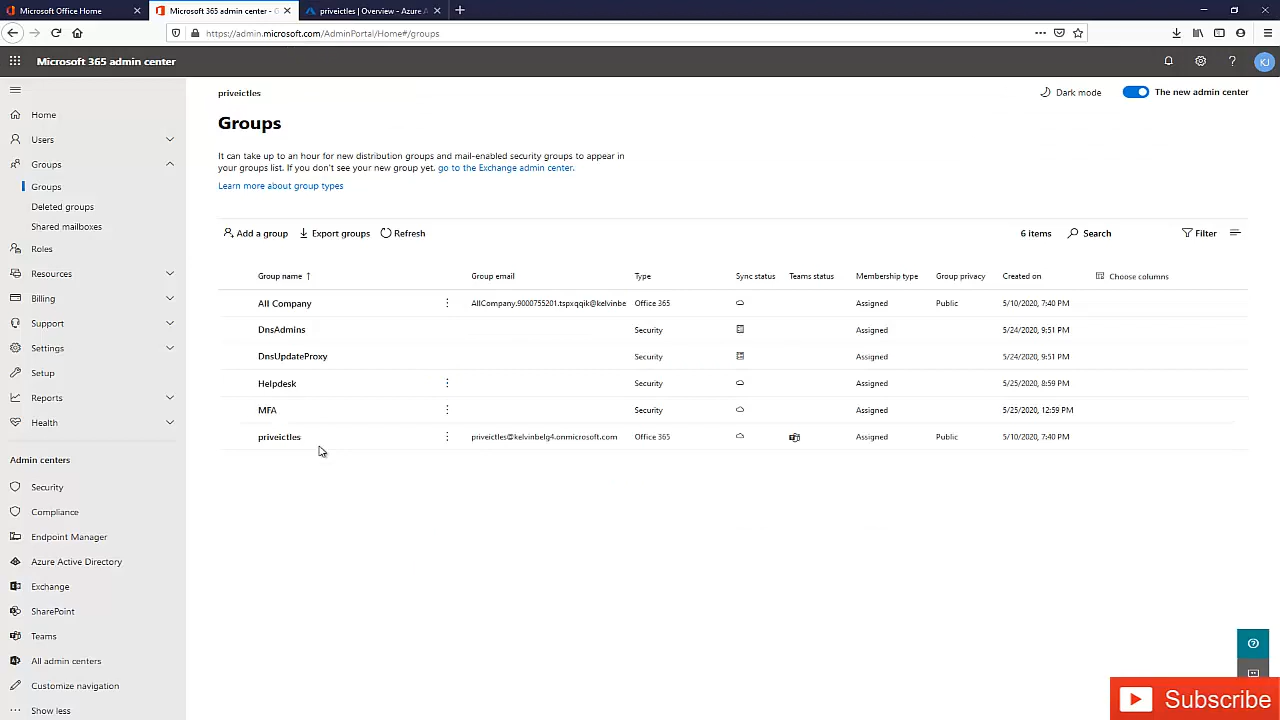 Microsoft Office Home
Microsoft 365 admin center - G
priveictles | Overview - Azure A
https://admin.microsoft.com/AdminPortal/Home#/groups
Microsoft 365 admin center
KJ
priveictles
Dark mode
The new admin center
Home
Users
Groups
Groups
Deleted groups
Shared mailboxes
Roles
Resources
Billing
Support
Settings
Setup
Reports
Health
Admin centers
Security
Compliance
Endpoint Manager
Azure Active Directory
Exchange
SharePoint
Teams
All admin centers
Customize navigation
Show less
Groups
It can take up to an hour for new distribution groups and mail-enabled security groups to appear in
your groups list. If you don't see your new group yet, go to the Exchange admin center.
Learn more about group types
Add a group Export groups Refresh 6 items Search Filter
Group name Group email Type Sync status Teams status Membership type Group privacy Created on Choose columns
All Company AllCompany.9000755201.tspxqqik@kelvinbe Office 365 Assigned Public 5/10/2020, 7:40 PM
DnsAdmins Security Assigned 5/24/2020, 9:51 PM
DnsUpdateProxy Security Assigned 5/24/2020, 9:51 PM
Helpdesk Security Assigned 5/25/2020, 8:59 PM
MFA Security Assigned 5/25/2020, 12:59 PM
priveictles priveictles@kelvinbelg4.onmicrosoft.com Office 365 Assigned Public 5/10/2020, 7:40 PM
Subscribe